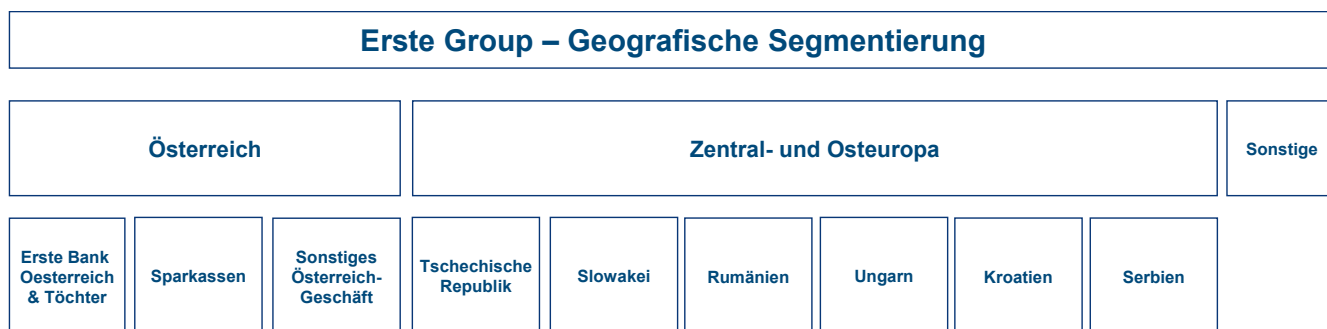 Erste Group – Geografische Segmentierung
Österreich
Zentral- und Osteuropa
Sonstige
Erste Bank
Oesterreich
& Töchter
Sparkassen
Sonstiges
Österreich-
Geschäft
Tschechische
Republik
Slowakei
Rumänien
Ungarn
Kroatien
Serbien